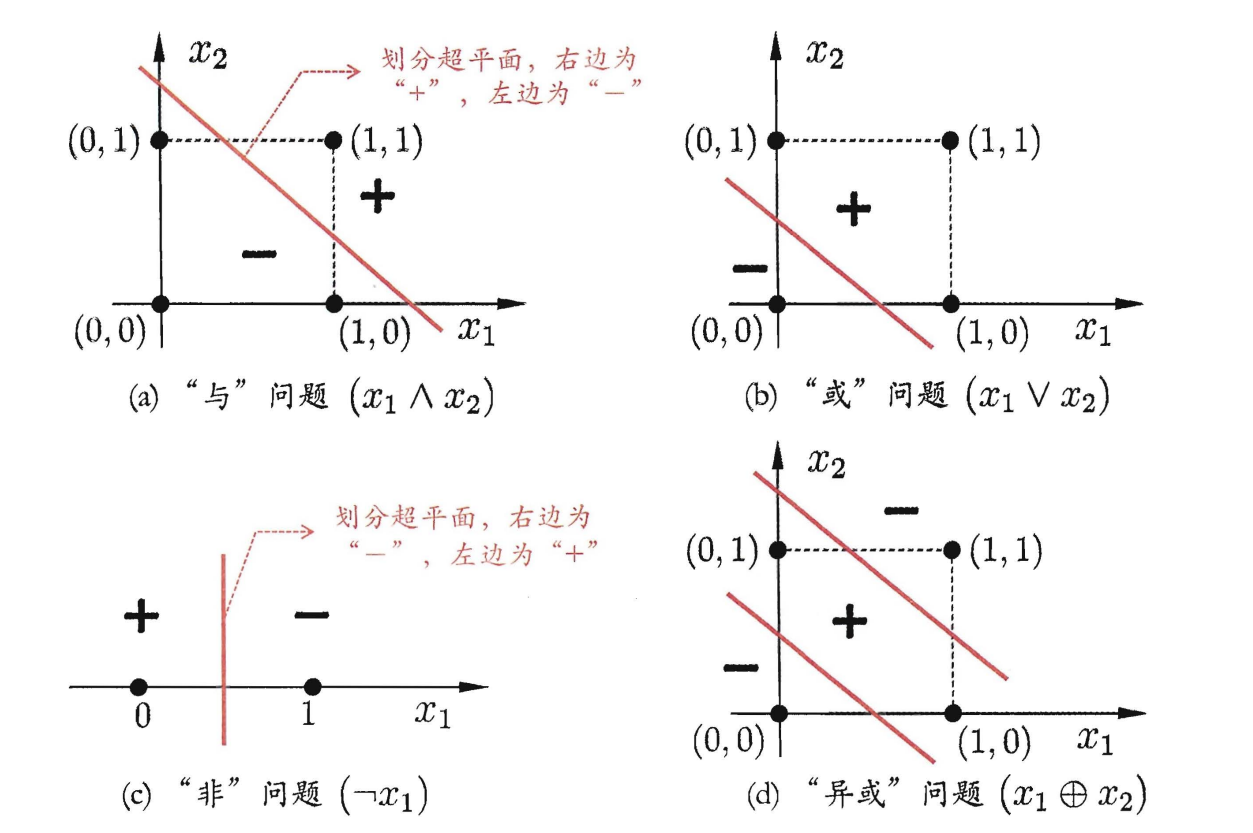 x₂
划分超平面，右边为
“+”，左边为“−”
(0,1)
(1,1)
+
−
(0,0)
(1,0)
x₁
(a) “与”问题 (x₁ ∧ x₂)
x₂
(0,1)
(1,1)
+
−
(0,0)
(1,0)
x₁
(b) “或”问题 (x₁ ∨ x₂)
划分超平面，右边为
“−”，左边为“+”
+
−
0
1
x₁
(c) “非”问题 (¬x₁)
x₂
−
(0,1)
(1,1)
+
−
(0,0)
(1,0)
x₁
(d) “异或”问题 (x₁ ⊕ x₂)